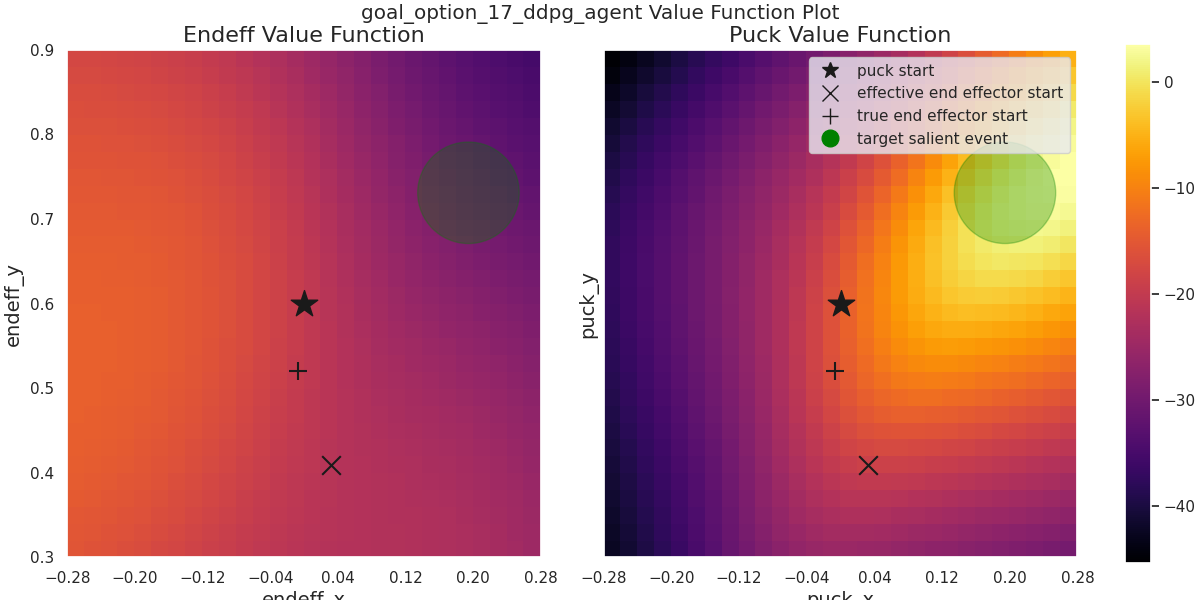 goal_option_17_ddpg_agent Value Function Plot
Endeff Value Function
Puck Value Function
0.9
0.8
0.7
0.6
0.5
0.4
0.3
endeff_y
−0.28 −0.20 −0.12 −0.04 0.04 0.12 0.20 0.28
endeff_x
puck start
effective end effector start
true end effector start
target salient event
puck_y
−0.28 −0.20 −0.12 −0.04 0.04 0.12 0.20 0.28
puck_x
0
−10
−20
−30
−40